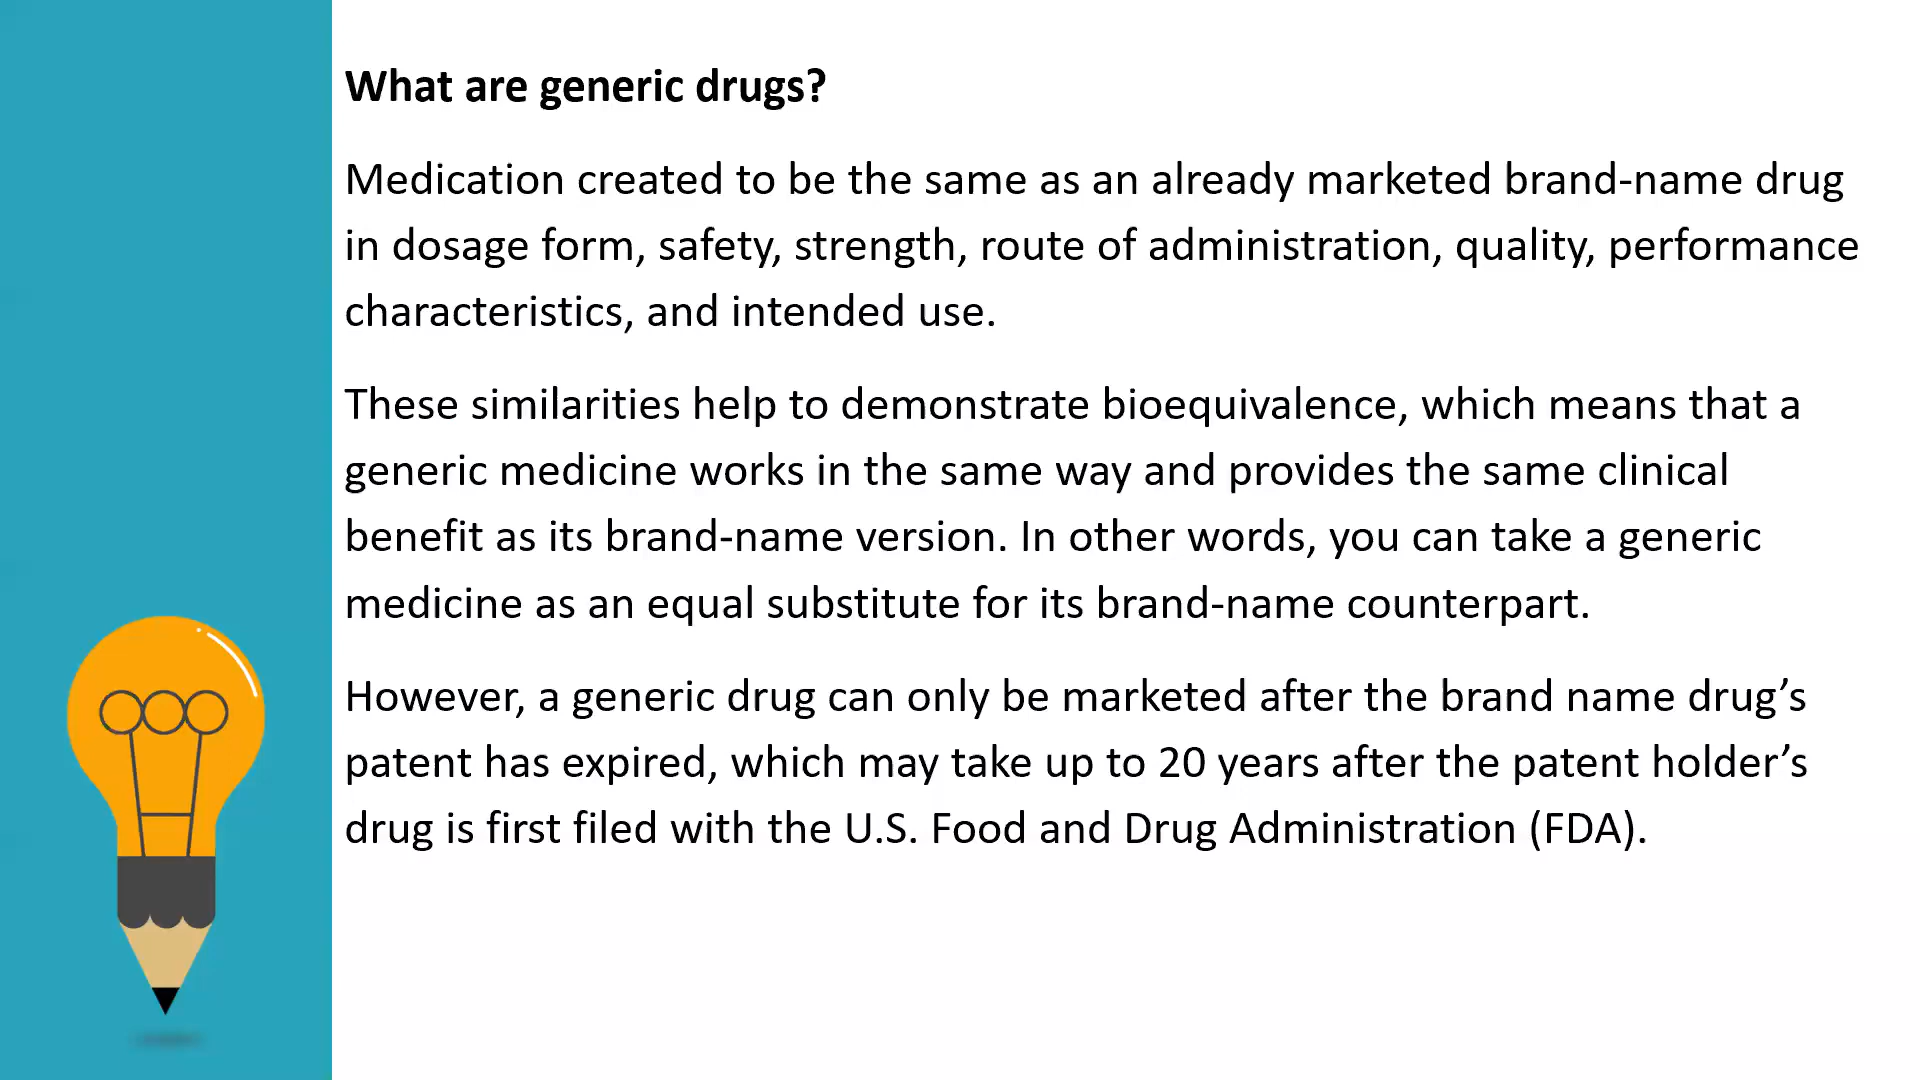 What are generic drugs?
Medication created to be the same as an already marketed brand-name drug
in dosage form, safety, strength, route of administration, quality, performance
characteristics, and intended use.
These similarities help to demonstrate bioequivalence, which means that a
generic medicine works in the same way and provides the same clinical
benefit as its brand-name version. In other words, you can take a generic
medicine as an equal substitute for its brand-name counterpart.
However, a generic drug can only be marketed after the brand name drug’s
patent has expired, which may take up to 20 years after the patent holder’s
drug is first filed with the U.S. Food and Drug Administration (FDA).